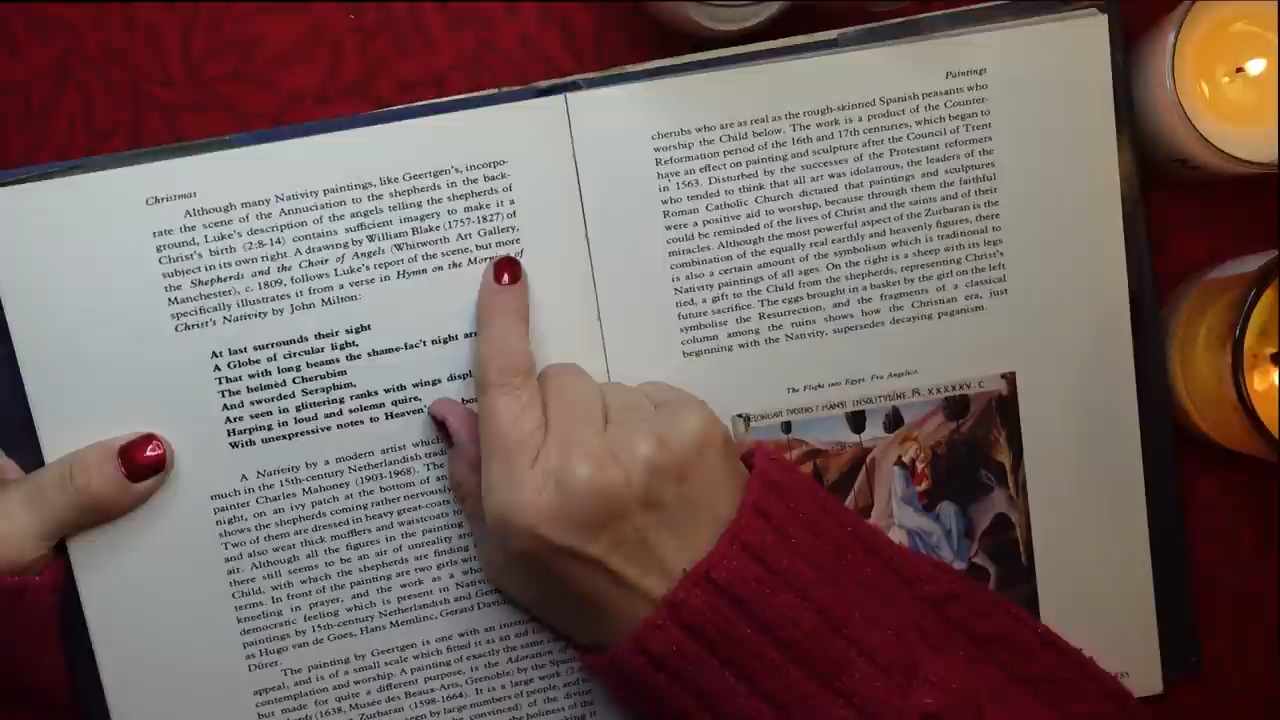 Christmas
Although many Nativity paintings, like Geertgen's, incorpo-
rate the scene of the Annuciation to the shepherds in the back-
ground, Luke's description of the angels telling the shepherds of
Christ's birth (2:8-14) contains sufficient imagery to make it a
subject in its own right. A drawing by William Blake (1757-1827) of
the Shepherds and the Choir of Angels (Whitworth Art Gallery,
Manchester), c. 1809, follows Luke's report of the scene, but more
specifically illustrates it from a verse in Hymn on the Morning of
Christ's Nativity by John Milton:
At last surrounds their sight
A Globe of circular light,
That with long beams the shame-fac't night
The helmèd Cherubim
And sworded Seraphim,
Are seen in glittering ranks with wings
Harping in loud and solemn quire,
With unexpressive notes to Heaven's
A Nativity by a modern artist which
much in the 15th-century Netherlandish
painter Charles Mahoney (1903-1968). The
night, on an ivy patch at the bottom of
shows the shepherds coming rather nervously
Two of them are dressed in heavy great-coats
and also wear thick mufflers and waistcoats
air. Although all the figures in the painting
there still seems to be an air of unreality
Child, with which the shepherds are finding
terms. In front of the painting are two girls
kneeling in prayer, and the work as a
democratic feeling which is present in
paintings by 15th-century Netherlandish and
as Hugo van de Goes, Hans Memlinc, Gerard
Dürer.
The painting by Geertgen is one with an
appeal, and is of a small scale which fitted it as an aid
contemplation and worship. A painting of exactly the same
but made for quite a different purpose, is the Adoration of
(1638, Musée des Beaux-Arts, Grenoble) by the
Zurbaran (1598-1664). It is a large work
seen by large numbers of people, and
convinced) of the divine
holiness of the
Paintings
cherubs who are as real as the rough-skinned Spanish peasants who
worship the Child below. The work is a product of the Counter-
Reformation period of the 16th and 17th centuries, which began to
have an effect on painting and sculpture after the Council of Trent
in 1563. Disturbed by the successes of the Protestant reformers
who tended to think that all art was idolatrous, the leaders of the
Roman Catholic Church dictated that paintings and sculptures
were a positive aid to worship, because through them the faithful
could be reminded of the lives of Christ and the saints and of their
miracles. Although the most powerful aspect of the Zurbaran is the
combination of the equally real earthly and heavenly figures, there
is also a certain amount of the symbolism which is traditional to
Nativity paintings of all ages. On the right is a sheep with its legs
tied, a gift to the Child from the shepherds, representing Christ's
future sacrifice. The eggs brought in a basket by the girl on the left
symbolise the Resurrection, and the fragments of a classical
column among the ruins shows how the Christian era, just
beginning with the Nativity, supersedes decaying paganism.
The Flight into Egypt. Fra Angelico.